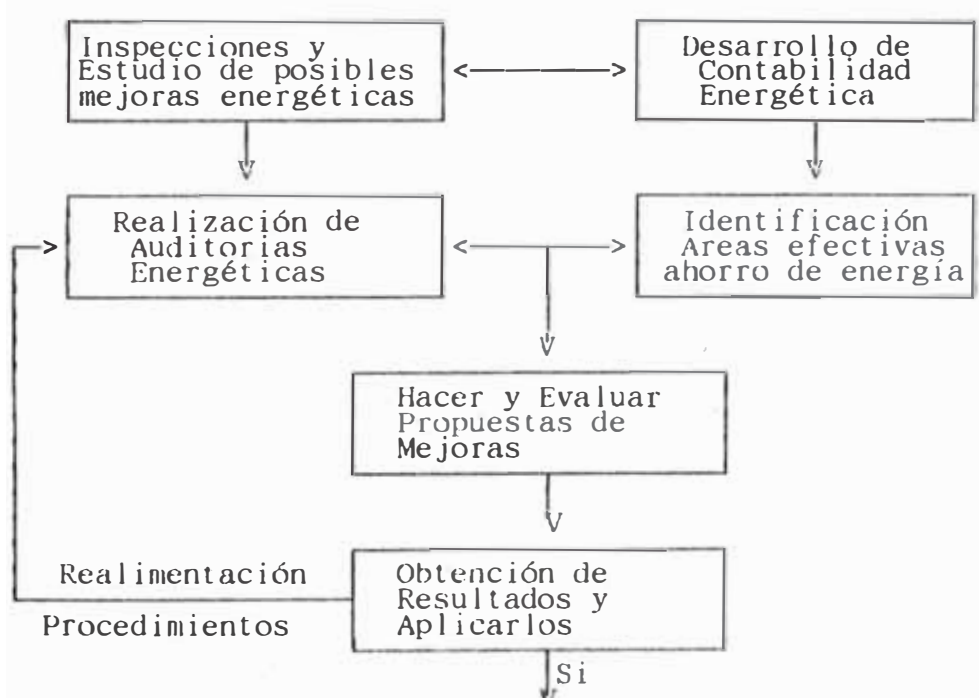 Inspecciones y
Estudio de posibles
mejoras energéticas
Desarrollo de
Contabilidad
Energética
Realización de
Auditorias
Energéticas
Identificación
Areas efectivas
ahorro de energía
Hacer y Evaluar
Propuestas de
Mejoras
Realimentación
Procedimientos
Obtención de
Resultados y
Aplicarlos
Si